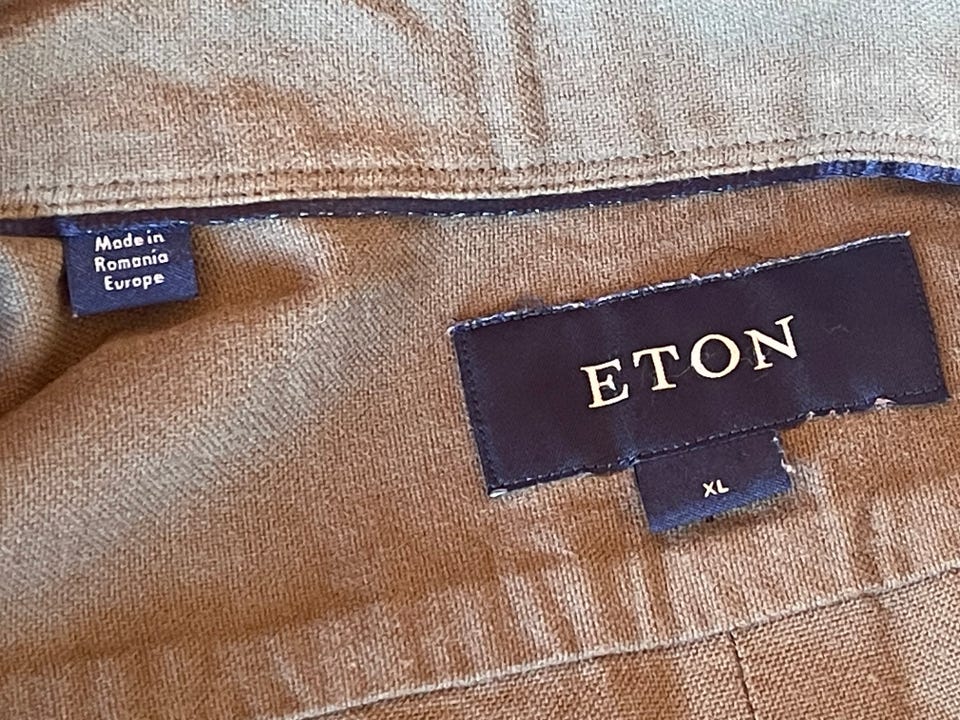 Made in
Romania
Europe
ETON
XL